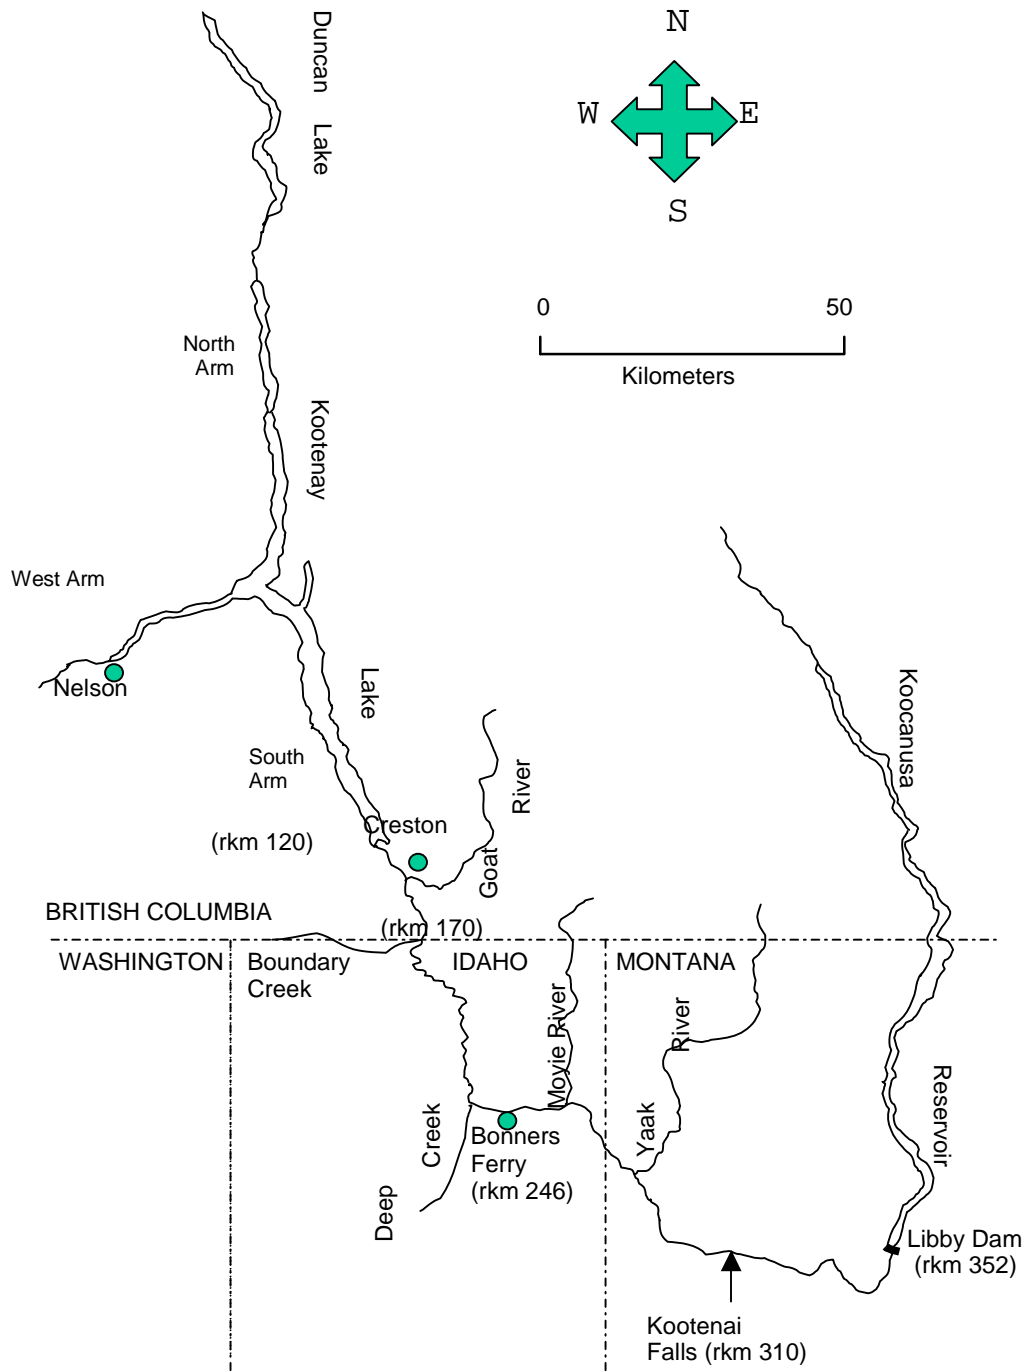 N
Duncan
Lake
W
E
S
0
50
Kilometers
North
Arm
Kootenay
West Arm
Nelson
Lake
Koocanusa
South
Arm
River
Creston
(rkm 120)
Goat
BRITISH COLUMBIA
(rkm 170)
WASHINGTON
Boundary
Creek
IDAHO
MONTANA
Moyie River
River
Reservoir
Creek
Yaak
Bonners
Ferry
(rkm 246)
Deep
Libby Dam
(rkm 352)
Kootenai
Falls (rkm 310)